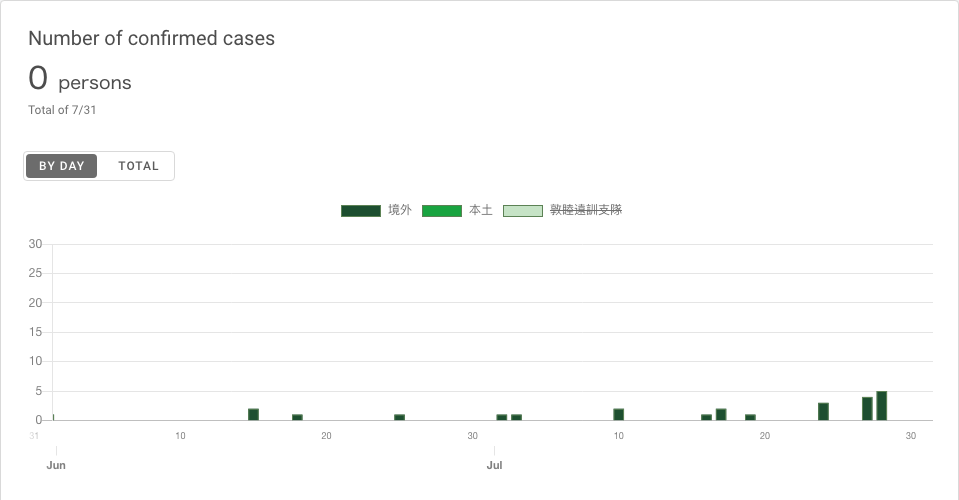 Number of confirmed cases
0 persons
Total of 7/31
BY DAY TOTAL
境外 本土 敦睦遠訓支隊
30
25
20
15
10
5
0
31 10 20 30 10 20 30
Jun Jul